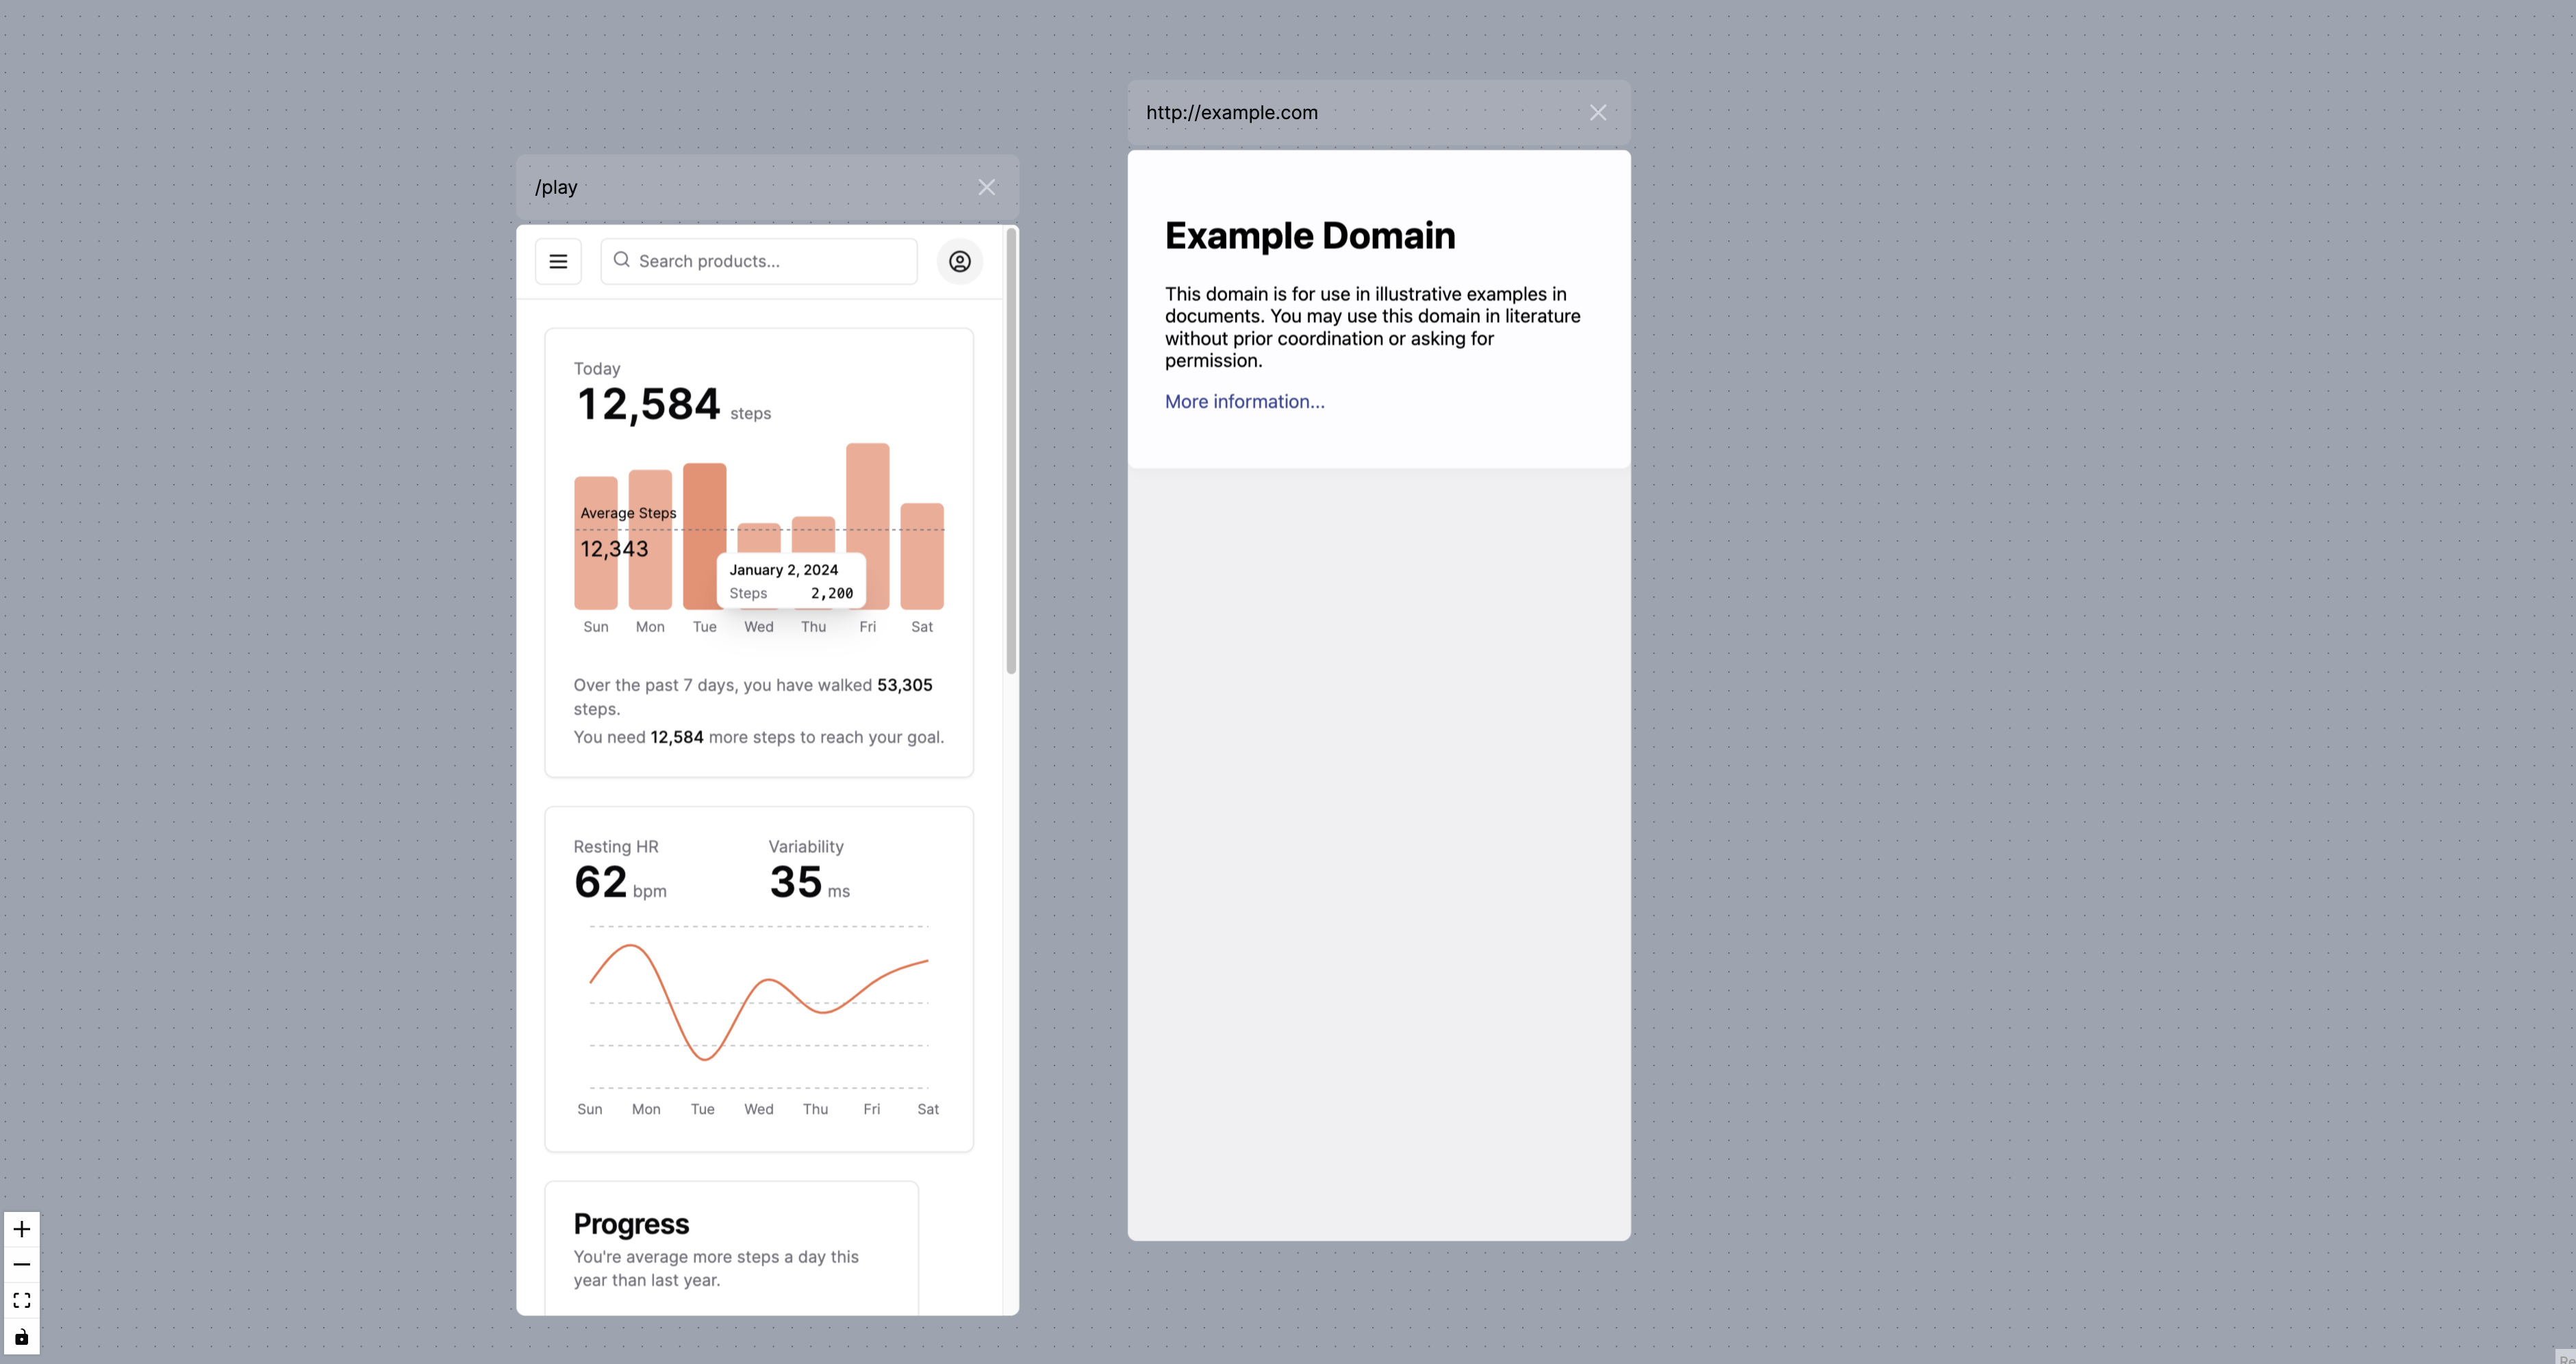 /play
Search products...
Today
12,584 steps
Average Steps
12,343
January 2, 2024
Steps 2,200
Sun Mon Tue Wed Thu Fri Sat
Over the past 7 days, you have walked 53,305
steps.
You need 12,584 more steps to reach your goal.
Resting HR
62 bpm
Variability
35 ms
Sun Mon Tue Wed Thu Fri Sat
Progress
You're average more steps a day this
year than last year.
http://example.com
Example Domain
This domain is for use in illustrative examples in
documents. You may use this domain in literature
without prior coordination or asking for
permission.
More information...